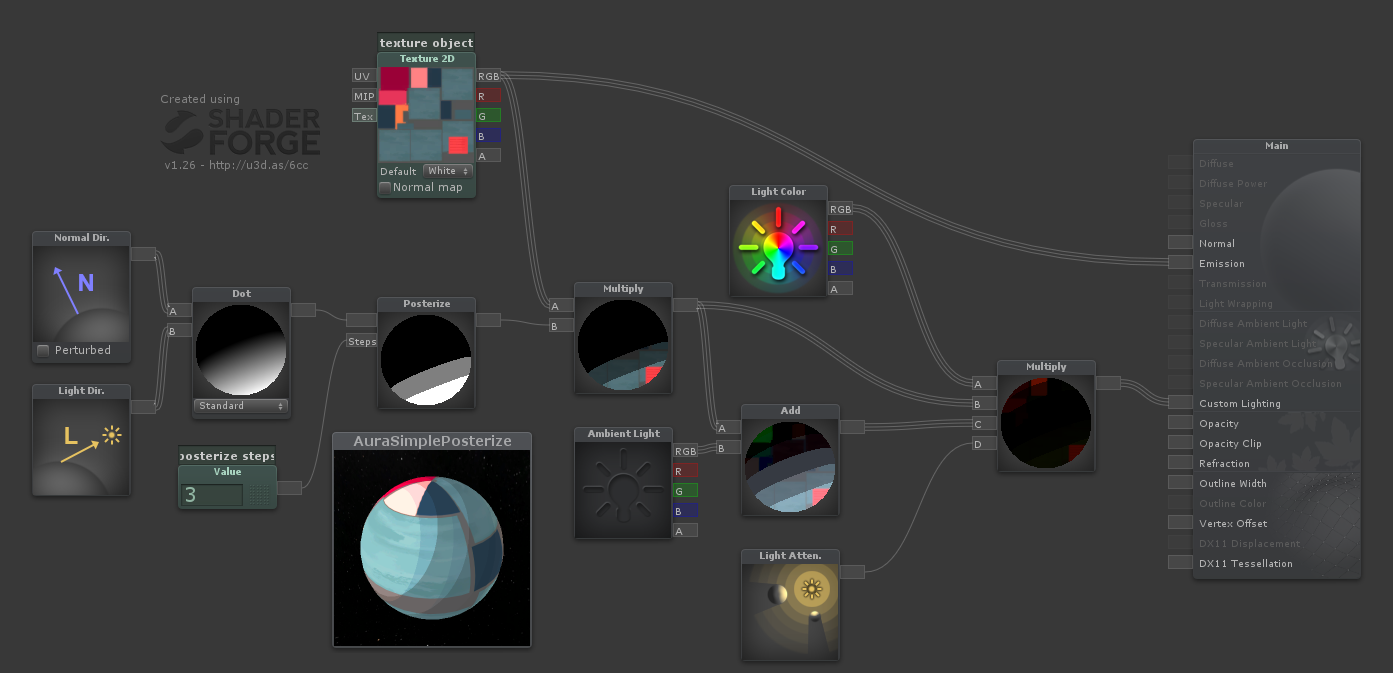 texture object
Texture 2D
UV
MIP
Tex
RGB
R
G
B
A
Default
White
Normal map
Created using
SHADER
FORGE
v1.26 - http://u3d.as/6cc
Normal Dir.
N
Perturbed
Light Dir.
L
Dot
A
B
Standard
posterize steps
Value
3
Posterize
Steps
AuraSimplePosterize
Multiply
A
B
Ambient Light
RGB
R
G
B
A
Light Color
RGB
R
G
B
A
Add
A
B
Light Atten.
Multiply
A
B
C
D
Main
Diffuse
Diffuse Power
Specular
Gloss
Normal
Emission
Transmission
Light Wrapping
Diffuse Ambient Light
Specular Ambient Light
Diffuse Ambient Occlusion
Specular Ambient Occlusion
Custom Lighting
Opacity
Opacity Clip
Refraction
Outline Width
Outline Color
Vertex Offset
DX11 Displacement
DX11 Tessellation